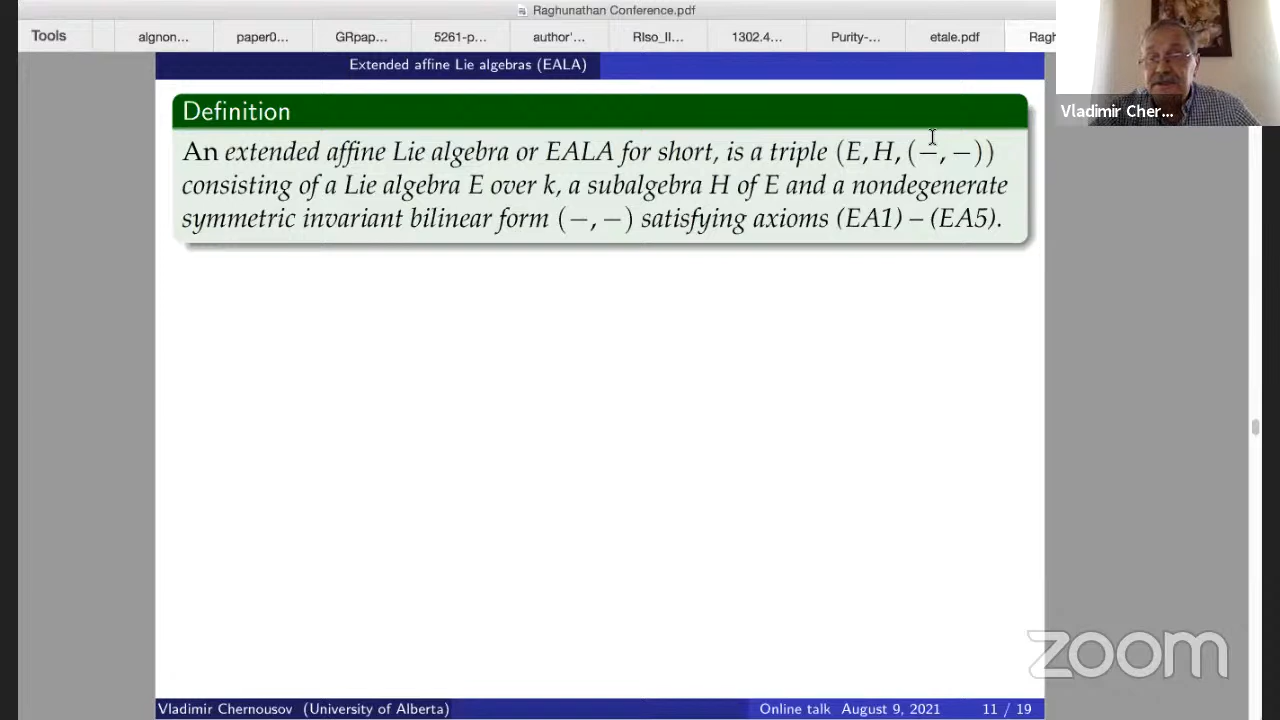 Raghunathan Conference.pdf
Tools
algnon...
paper0...
GRpap...
5261-p...
author'...
RIso_II...
1302.4...
Purity-...
etale.pdf
Ragh
Extended affine Lie algebras (EALA)
Vladimir Cher...
Definition
An extended affine Lie algebra or EALA for short, is a triple (E, H, (−, −))
consisting of a Lie algebra E over k, a subalgebra H of E and a nondegenerate
symmetric invariant bilinear form (−, −) satisfying axioms (EA1) – (EA5).
zoom
Vladimir Chernousov (University of Alberta)
Online talk August 9, 2021
11 / 19